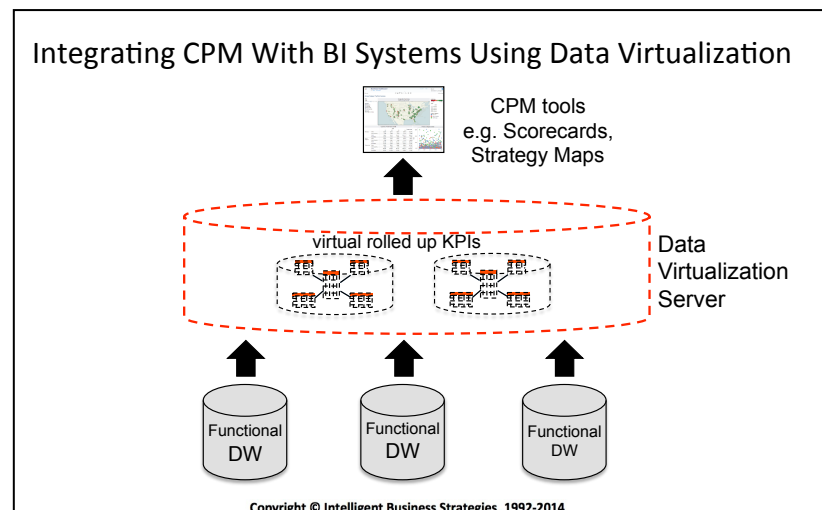 Integrating CPM With BI Systems Using Data Virtualization
CPM tools
e.g. Scorecards,
Strategy Maps
virtual rolled up KPIs
Data
Virtualization
Server
Functional
DW
Functional
DW
Functional
DW
Copyright © Intelligent Business Strategies, 1992-2014